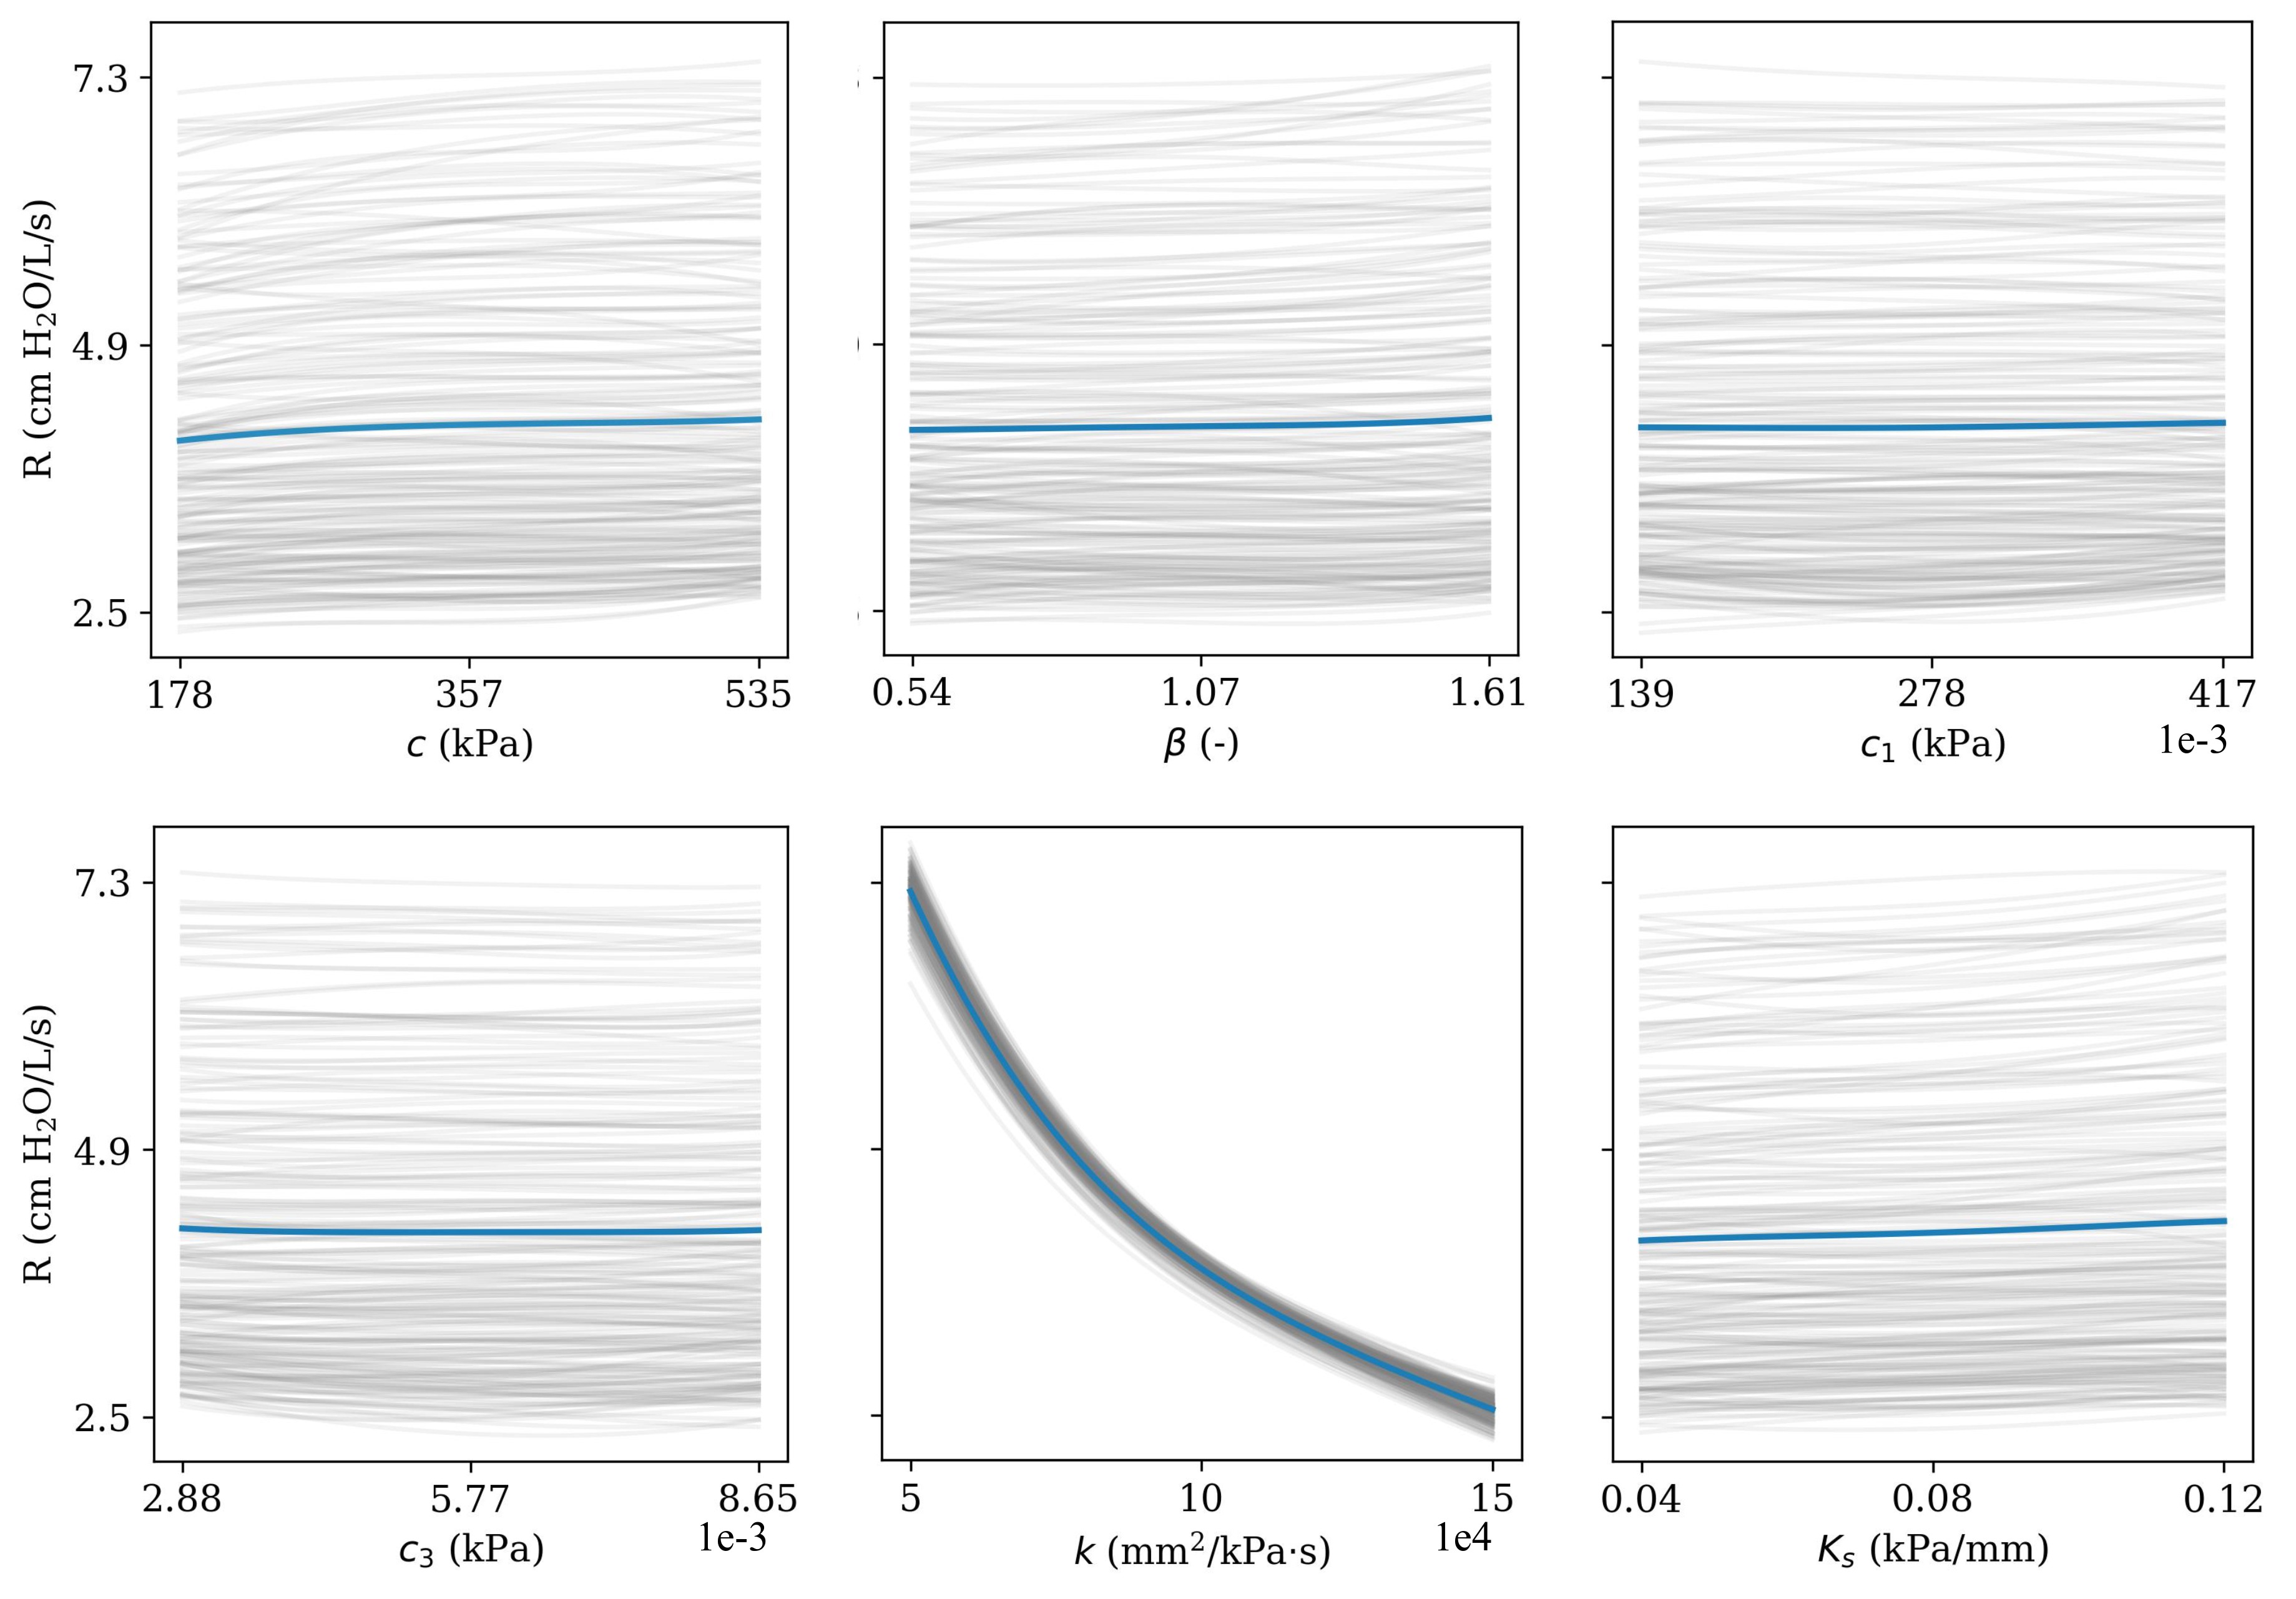 7.3
4.9
2.5
R (cm H₂O/L/s)
178 357 535
c (kPa)
0.54 1.07 1.61
β (-)
139 278 417
c₁ (kPa) 1e-3
7.3
4.9
2.5
R (cm H₂O/L/s)
2.88 5.77 8.65
c₃ (kPa) 1e-3
5 10 15
k (mm²/kPa·s) 1e4
0.04 0.08 0.12
Kₛ (kPa/mm)